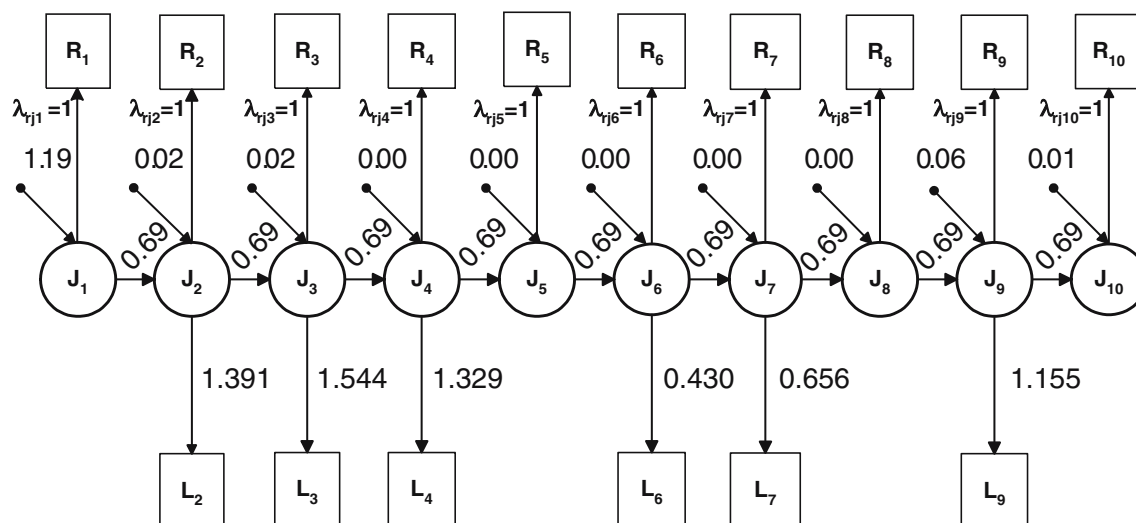 R1 R2 R3 R4 R5 R6 R7 R8 R9 R10
λrj1=1 λrj2=1 λrj3=1 λrj4=1 λrj5=1 λrj6=1 λrj7=1 λrj8=1 λrj9=1 λrj10=1
1.19 0.02 0.02 0.00 0.00 0.00 0.00 0.00 0.06 0.01
0.69 0.69 0.69 0.69 0.69 0.69 0.69 0.69 0.69
J1 J2 J3 J4 J5 J6 J7 J8 J9 J10
1.391 1.544 1.329 0.430 0.656 1.155
L2 L3 L4 L6 L7 L9